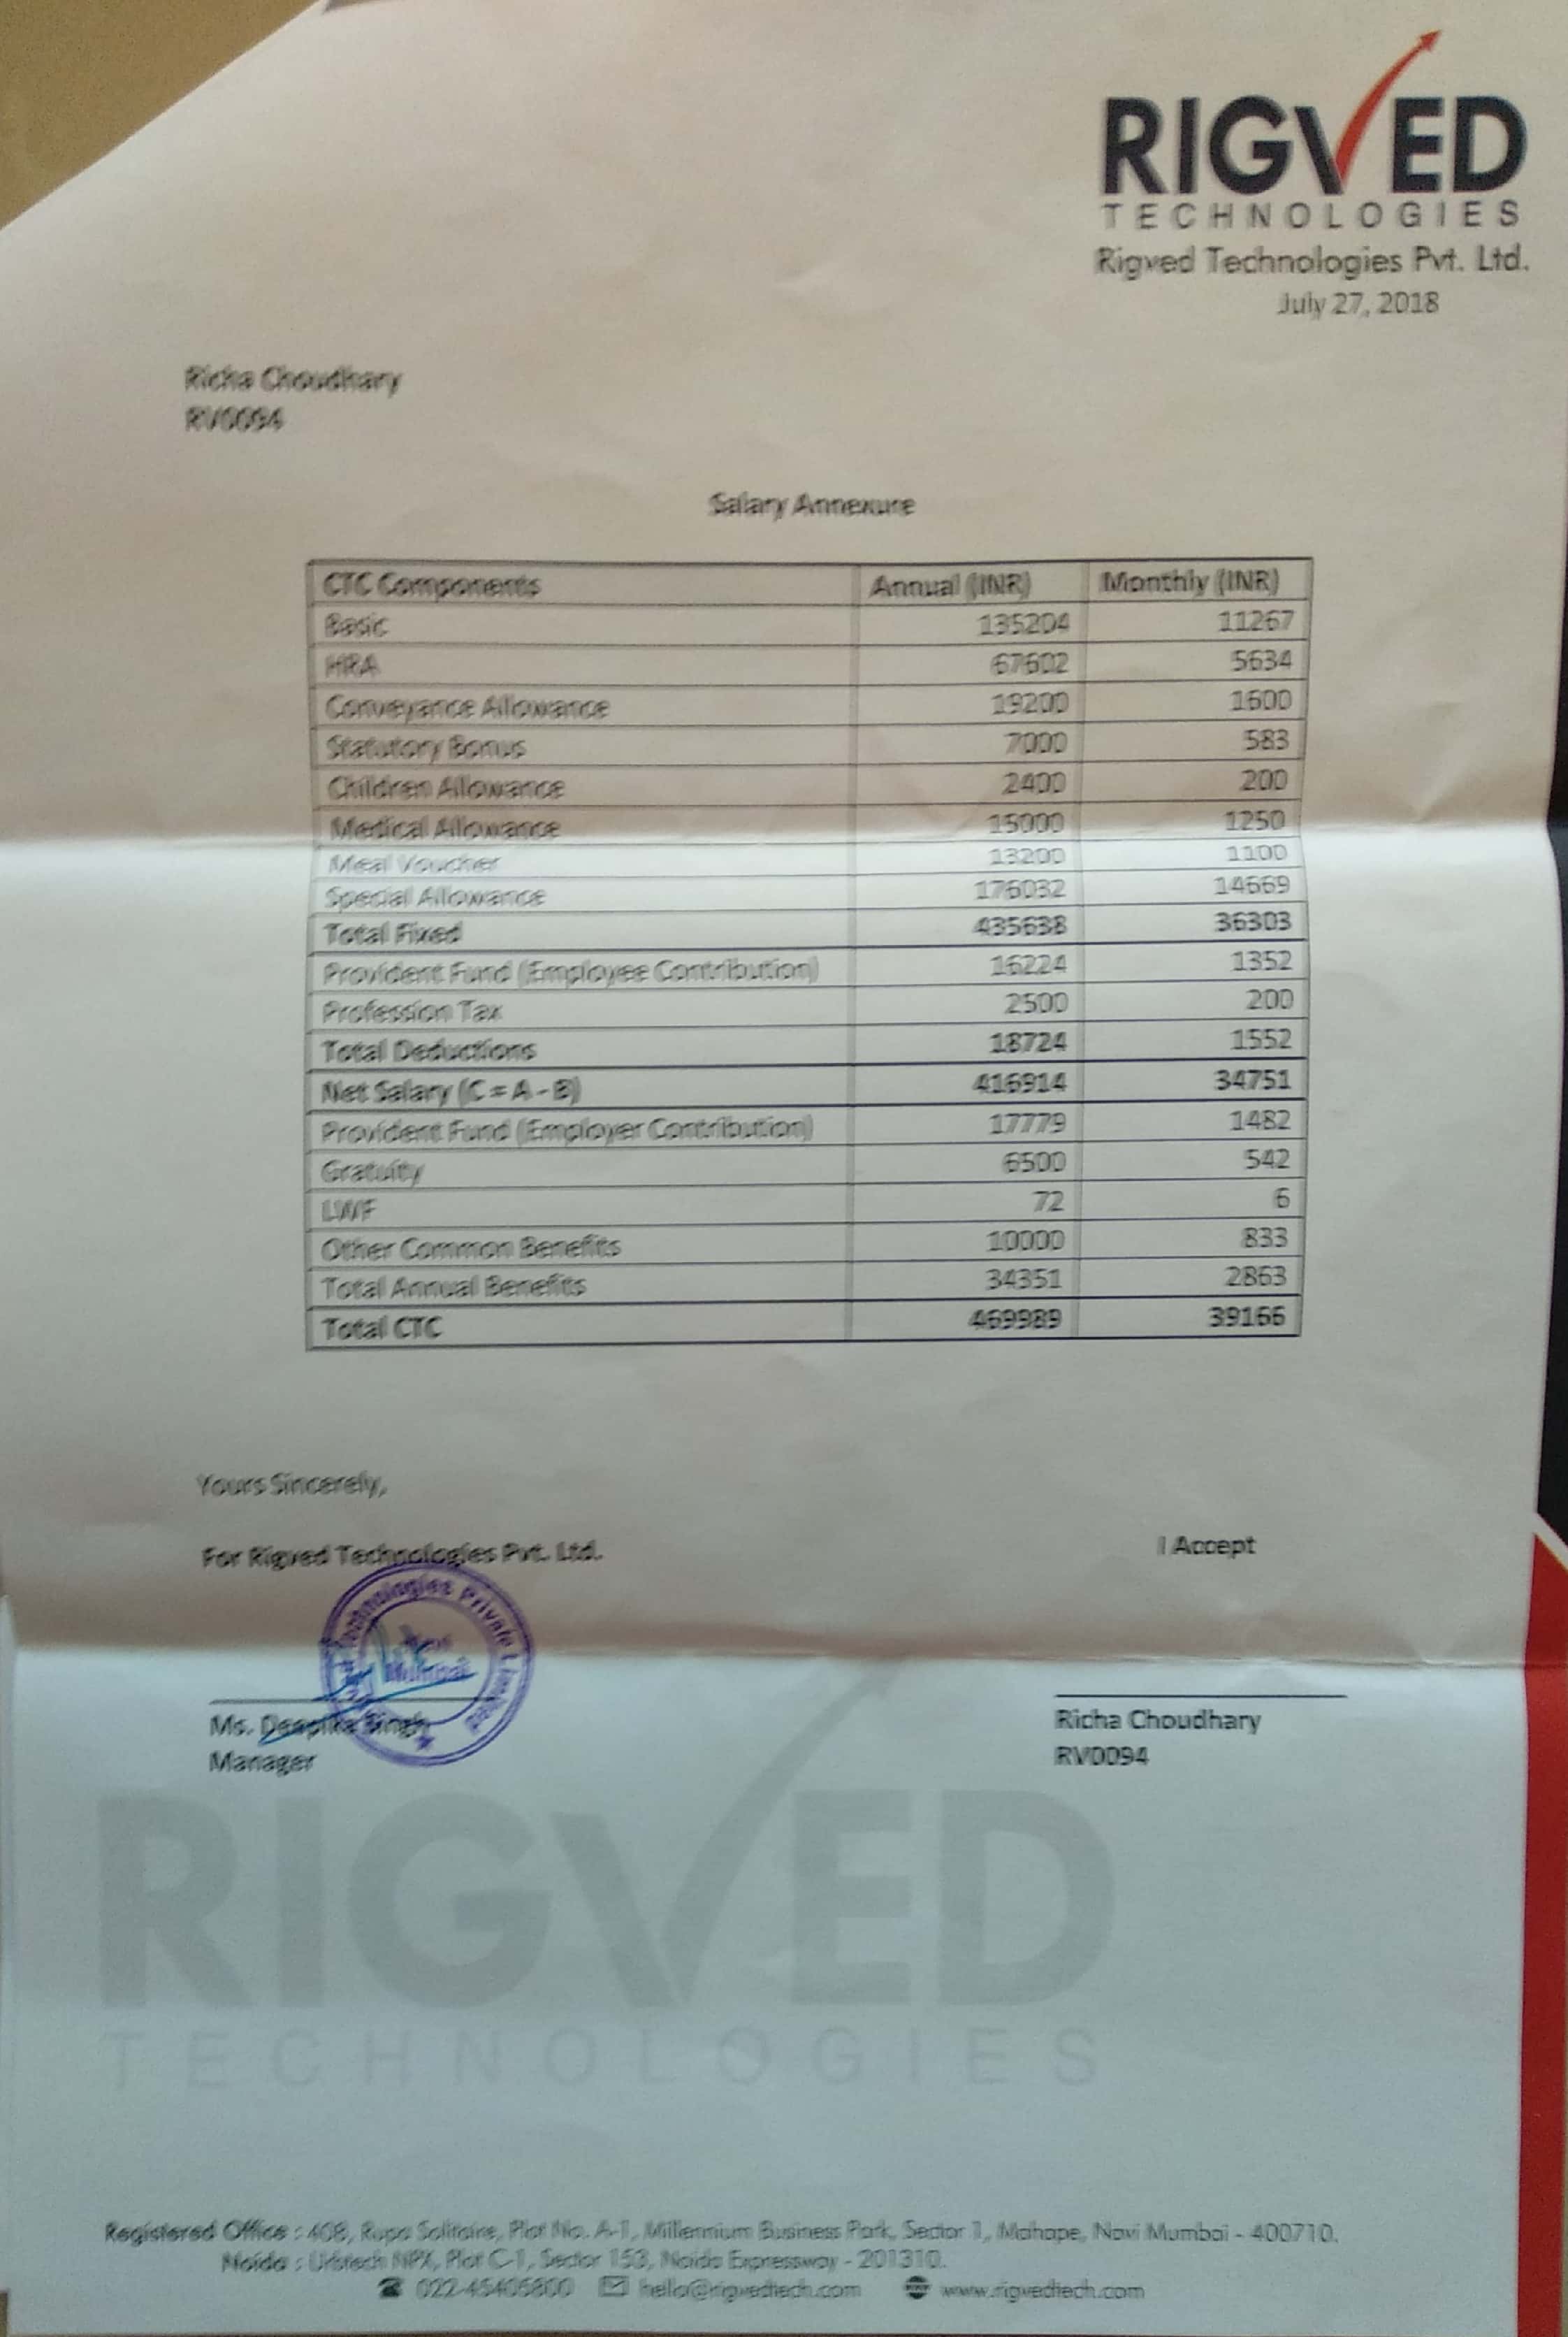 RIGVED
TECHNOLOGIES
Rigved Technologies Pvt. Ltd.
July 27, 2018
Richa Choudhary
RV0094
Salary Annexure
CTC Components Annual (INR) Monthly (INR)
Basic 135204 11267
HRA 67602 5634
Conveyance Allowance 19200 1600
Statutory Bonus 7000 583
Children Allowance 2400 200
Medical Allowance 15000 1250
Meal Voucher 13200 1100
Special Allowance 176032 14669
Total Fixed 435638 36303
Provident Fund (Employee Contribution) 16224 1352
Profession Tax 2500 200
Total Deductions 18724 1552
Net Salary (C = A - B) 416914 34751
Provident Fund (Employer Contribution) 17779 1482
Gratuity 6500 542
LWF 72 6
Other Common Benefits 10000 833
Total Annual Benefits 34351 2863
Total CTC 469989 39166
Yours Sincerely,
For Rigved Technologies Pvt. Ltd. I Accept
Technologies Private Limited
Mumbai
Ms. Deepika Singh Richa Choudhary
Manager RV0094
RIGVED
TECHNOLOGIES
Registered Office : 408, Rupa Solitaire, Plot No. A-1, Millennium Business Park, Sector 1, Mahape, Navi Mumbai - 400710.
Noida : NPX, Plot C-1, Sector 153, Noida Expressway - 201310.
022-45405800 hello@rigvedtech.com www.rigvedtech.com